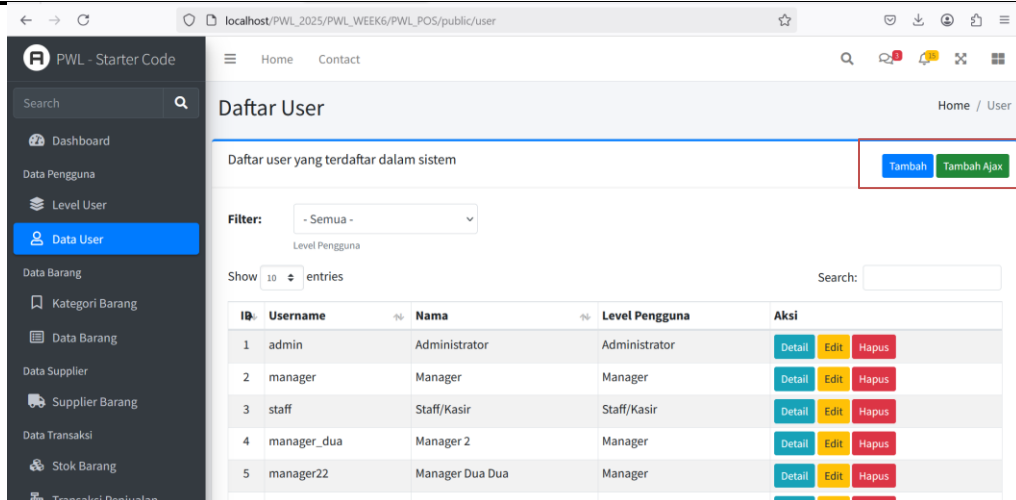 localhost/PWL_2025/PWL_WEEK6/PWL_POS/public/user
PWL - Starter Code
Home Contact
3
15
Search
Daftar User
Home / User
Dashboard
Daftar user yang terdaftar dalam sistem
Tambah Tambah Ajax
Data Pengguna
Level User
Filter: - Semua -
Data User
Level Pengguna
Data Barang
Show 10 entries
Search:
Kategori Barang
ID Username Nama Level Pengguna Aksi
Data Barang
1 admin Administrator Administrator Detail Edit Hapus
Data Supplier
2 manager Manager Manager Detail Edit Hapus
Supplier Barang
3 staff Staff/Kasir Staff/Kasir Detail Edit Hapus
Data Transaksi
4 manager_dua Manager 2 Manager Detail Edit Hapus
Stok Barang
5 manager22 Manager Dua Dua Manager Detail Edit Hapus
Transaksi Penjualan